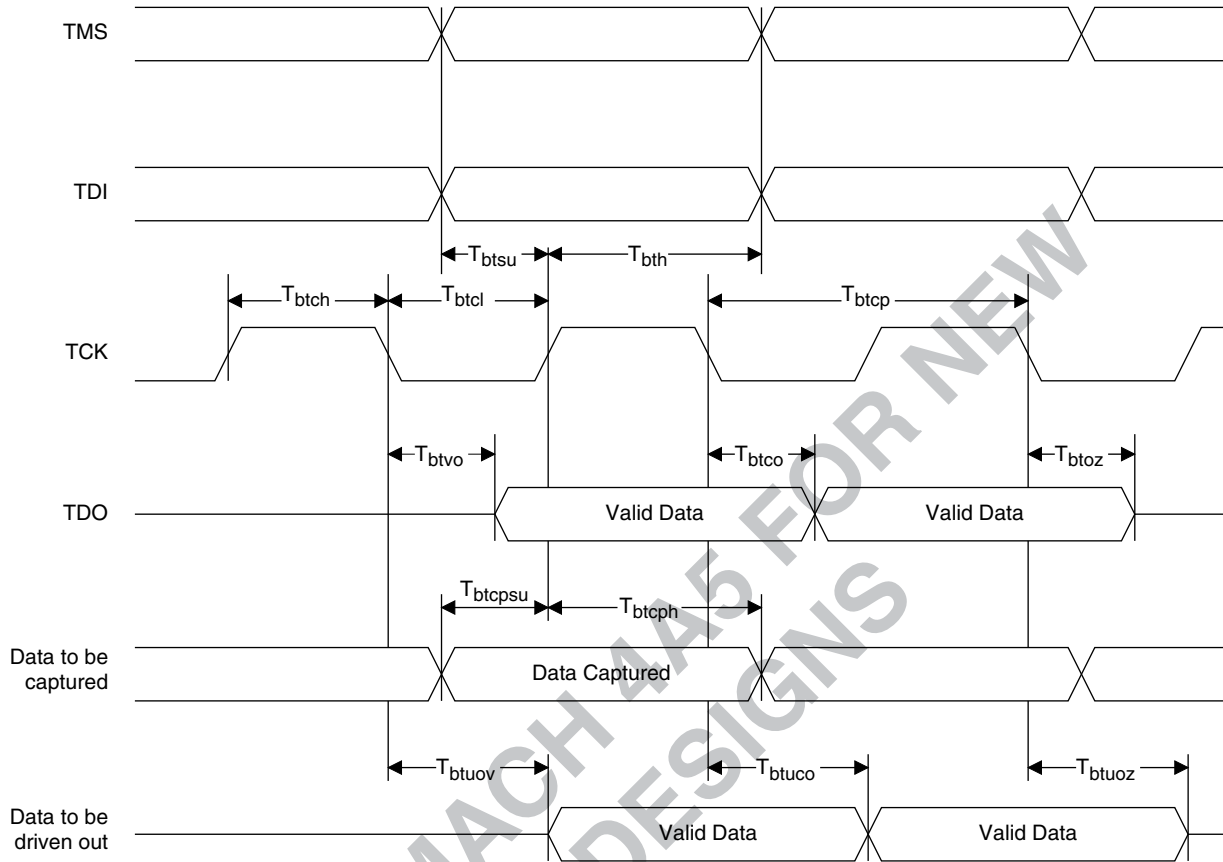 TMS
TDI
Tbtsu
Tbth
Tbtch
Tbtcl
Tbtcp
TCK
Tbtvo
Tbtco
Tbtoz
TDO
Valid Data
Valid Data
Tbtcpsu
Tbtcph
Data to be
captured
Data Captured
Tbtuov
Tbtuco
Tbtuoz
Data to be
driven out
Valid Data
Valid Data
MACH 4A5 FOR NEW
DESIGNS